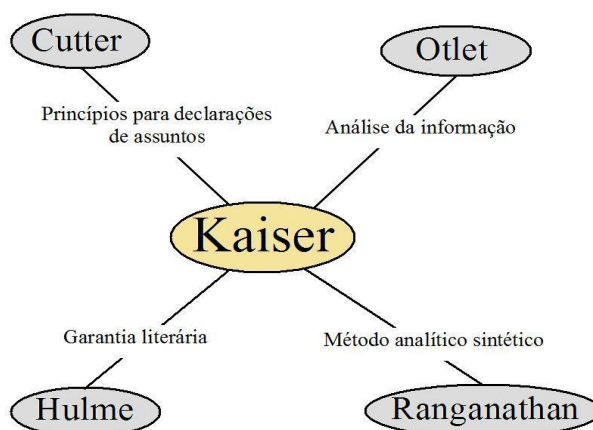 Cutter
Otlet
Princípios para declarações
de assuntos
Análise da informação
Kaiser
Garantia literária
Método analítico sintético
Hulme
Ranganathan